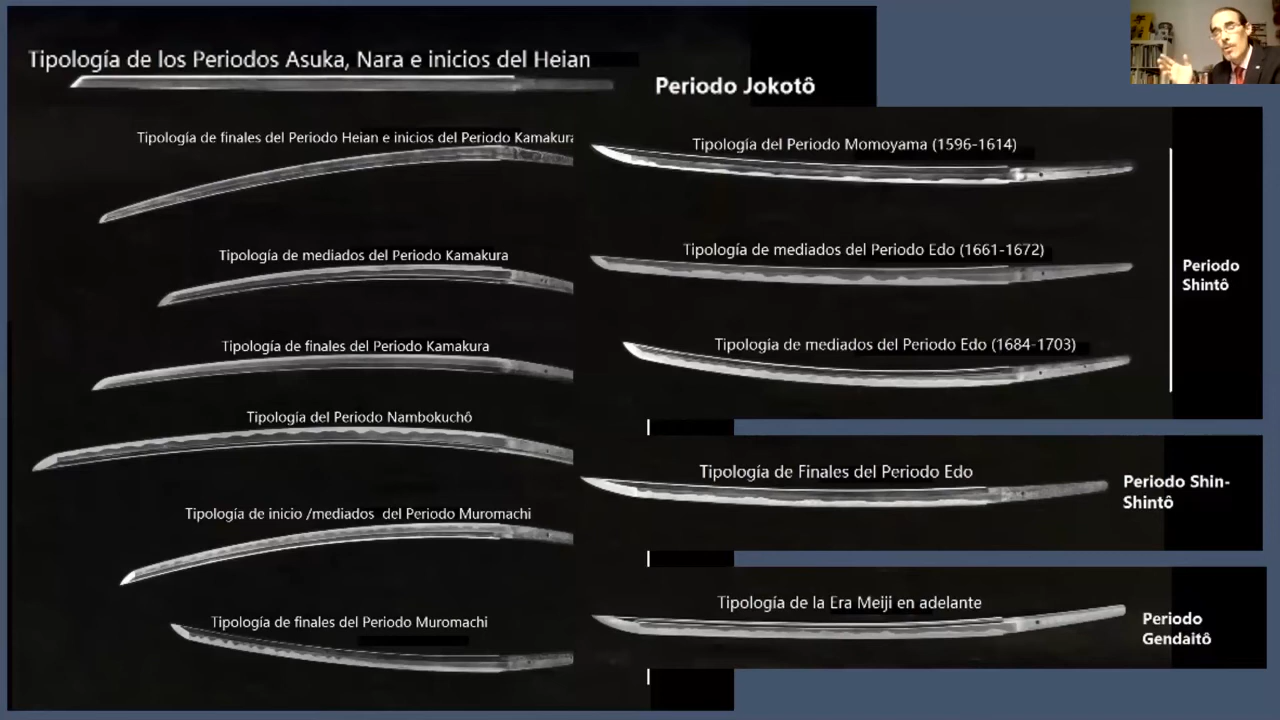 Tipología de los Periodos Asuka, Nara e inicios del Heian
Periodo Jokotô
Tipología de finales del Periodo Heian e inicios del Periodo Kamakura
Tipología de mediados del Periodo Kamakura
Tipología de finales del Periodo Kamakura
Tipología del Periodo Nambokuchô
Tipología de inicio /mediados del Periodo Muromachi
Tipología de finales del Periodo Muromachi
Tipología del Periodo Momoyama (1596-1614)
Tipología de mediados del Periodo Edo (1661-1672)
Tipología de mediados del Periodo Edo (1684-1703)
Periodo
Shintô
Tipología de Finales del Periodo Edo
Periodo Shin-
Shintô
Tipología de la Era Meiji en adelante
Periodo
Gendaitô